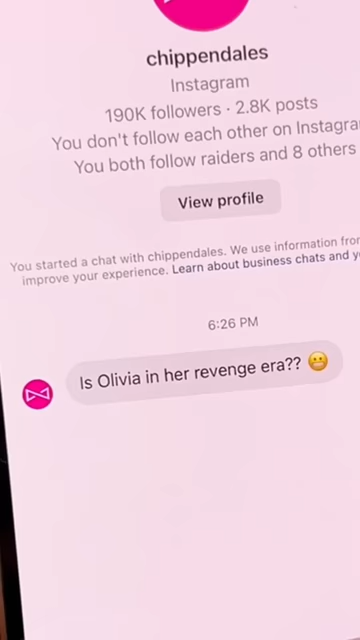 chippendales
Instagram
190K followers · 2.8K posts
You don't follow each other on
You both follow raiders and 8 others
View profile
You started a chat with chippendales. We use information
improve your experience. Learn about business chats and
6:26 PM
Is Olivia in her revenge era?? 😬